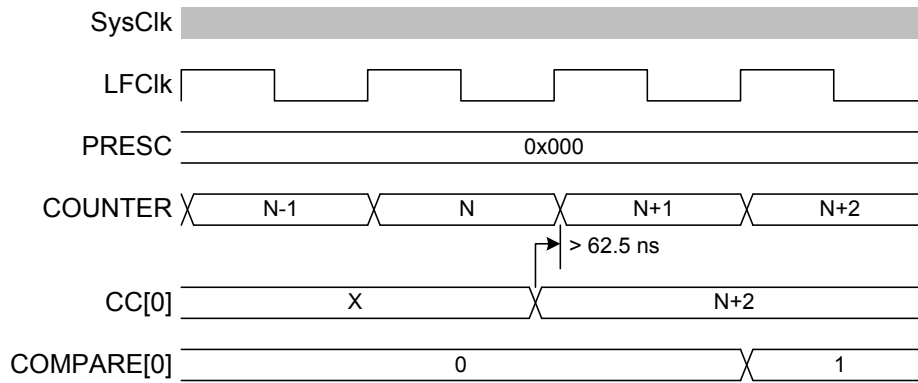 SysClk
LFClk
PRESC 0x000
COUNTER N-1 N N+1 N+2
> 62.5 ns
CC[0] X N+2
COMPARE[0] 0 1